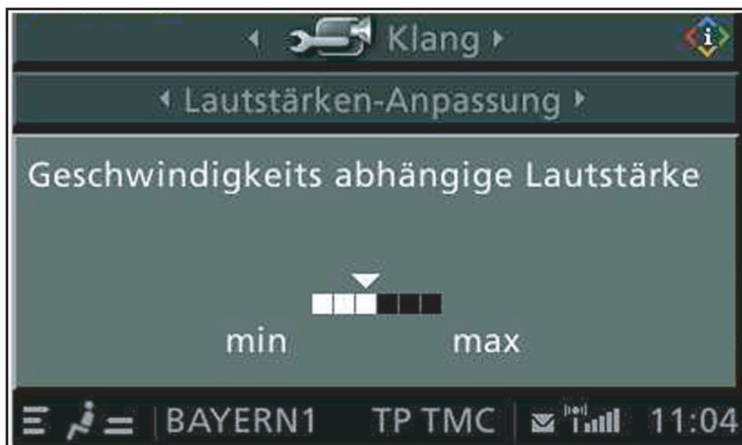 Klang
i
Lautstärken-Anpassung
Geschwindigkeits abhängige Lautstärke
min max
BAYERN1 TP TMC 11:04